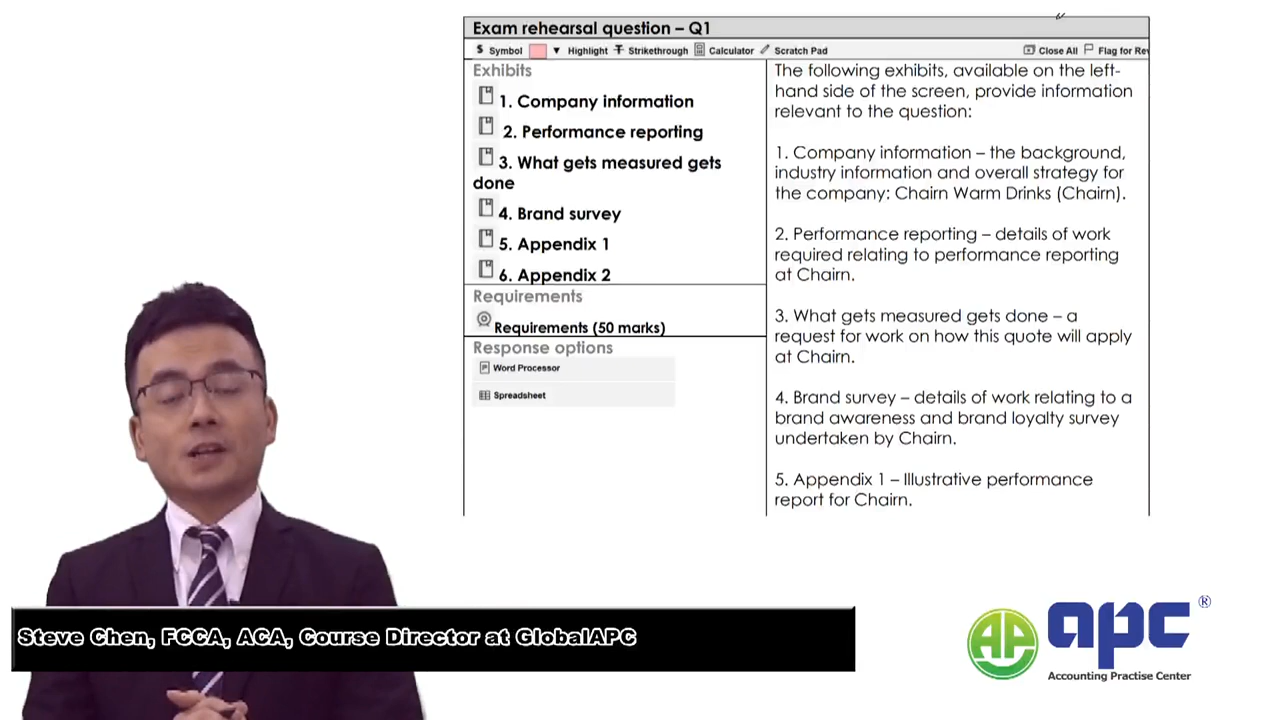 Exam rehearsal question – Q1
$ Symbol ▼ Highlight Strikethrough Calculator Scratch Pad Close All Flag for Rev
Exhibits
1. Company information
2. Performance reporting
3. What gets measured gets
done
4. Brand survey
5. Appendix 1
6. Appendix 2
Requirements
Requirements (50 marks)
Response options
Word Processor
Spreadsheet
The following exhibits, available on the left-
hand side of the screen, provide information
relevant to the question:
1. Company information – the background,
industry information and overall strategy for
the company: Chairn Warm Drinks (Chairn).
2. Performance reporting – details of work
required relating to performance reporting
at Chairn.
3. What gets measured gets done – a
request for work on how this quote will apply
at Chairn.
4. Brand survey – details of work relating to a
brand awareness and brand loyalty survey
undertaken by Chairn.
5. Appendix 1 – Illustrative performance
report for Chairn.
Steve Chen, FCCA, ACA, Course Director at GlobalAPC
AP
apc ®
Accounting Practise Center